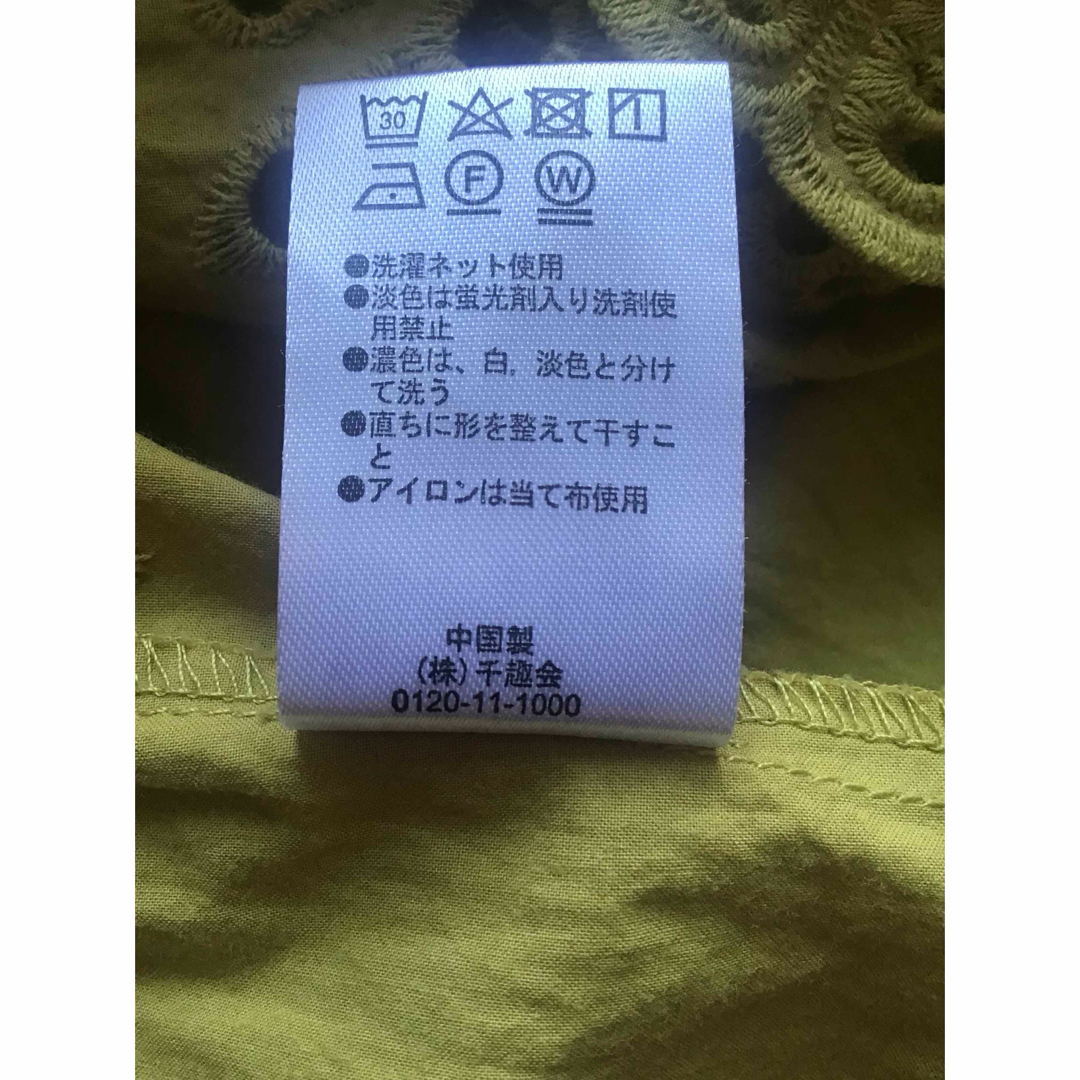 30
F W
●洗濯ネット使用
●淡色は蛍光剤入り洗剤使
用禁止
●濃色は、白，淡色と分け
て洗う
●直ちに形を整えて干すこ
と
●アイロンは当て布使用
中国製
(株)千趣会
0120-11-1000